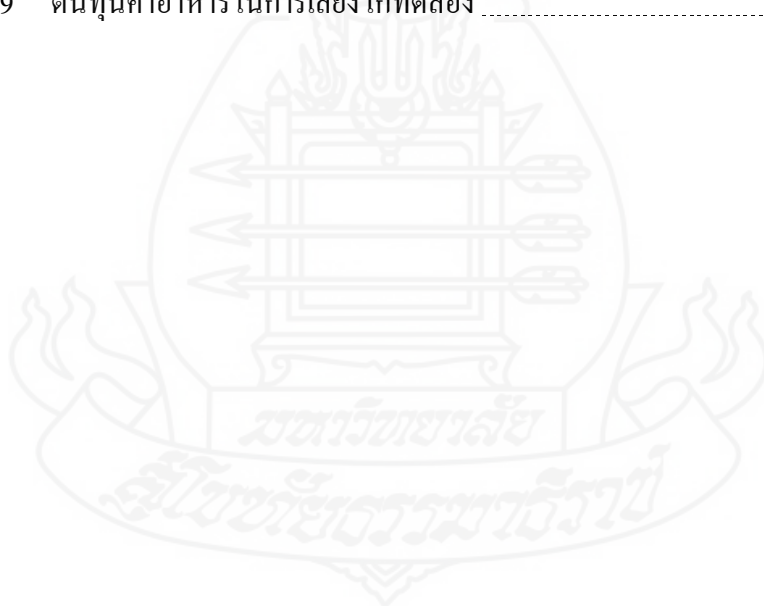 9 ต้นทุนค่าอาหารในการเลี้ยงไก่ทดลอง
มหาวิทยาลัย
สุโขทัยธรรมาธิราช